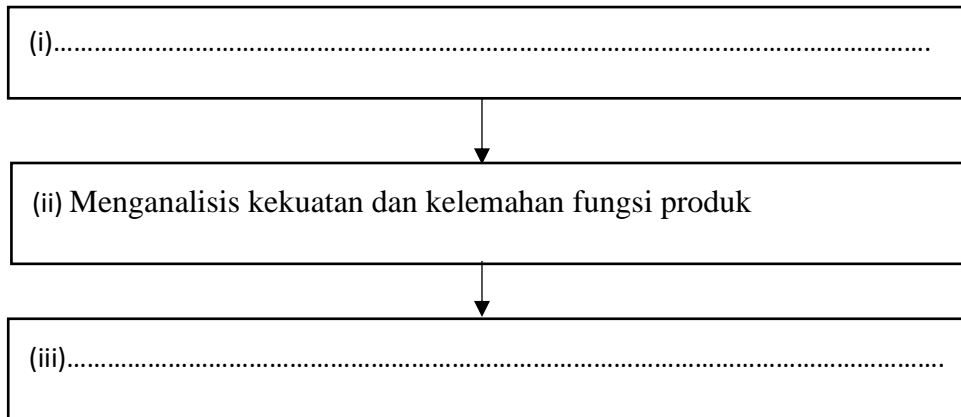 (i)……………………………………………………………………………………………….
(ii) Menganalisis kekuatan dan kelemahan fungsi produk
(iii)……………………………………………………………………………………………….